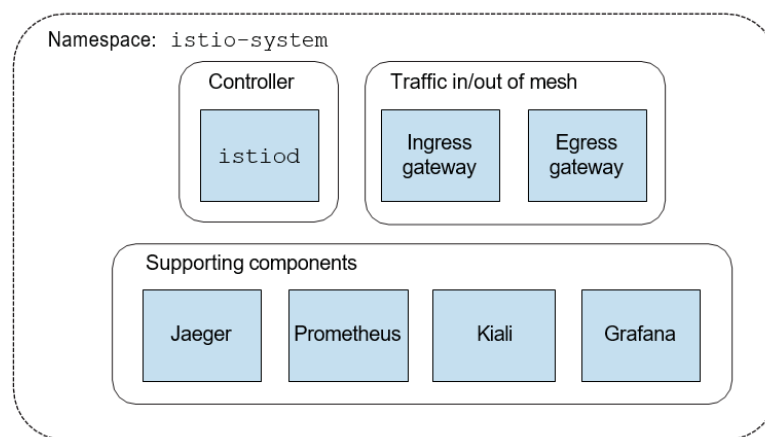 Namespace: istio-system
Controller
Traffic in/out of mesh
istiod
Ingress
gateway
Egress
gateway
Supporting components
Jaeger
Prometheus
Kiali
Grafana